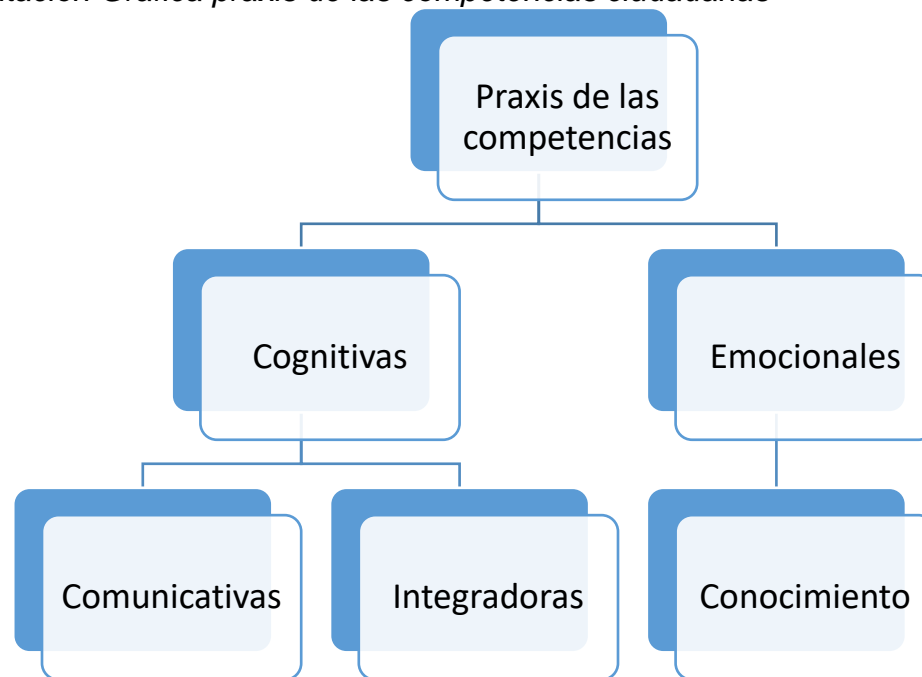 Gráfica praxis de las competencias ciudadanas
Praxis de las
competencias
Cognitivas
Emocionales
Comunicativas
Integradoras
Conocimiento